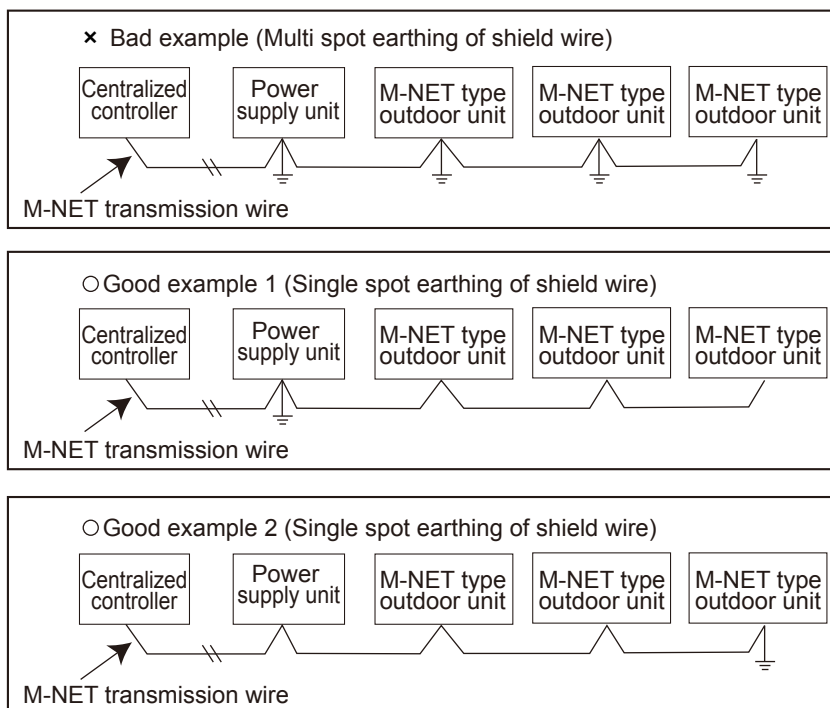 × Bad example (Multi spot earthing of shield wire)
Centralized
controller
Power
supply unit
M-NET type
outdoor unit
M-NET type
outdoor unit
M-NET type
outdoor unit
M-NET transmission wire
○ Good example 1 (Single spot earthing of shield wire)
Centralized
controller
Power
supply unit
M-NET type
outdoor unit
M-NET type
outdoor unit
M-NET type
outdoor unit
M-NET transmission wire
○ Good example 2 (Single spot earthing of shield wire)
Centralized
controller
Power
supply unit
M-NET type
outdoor unit
M-NET type
outdoor unit
M-NET type
outdoor unit
M-NET transmission wire